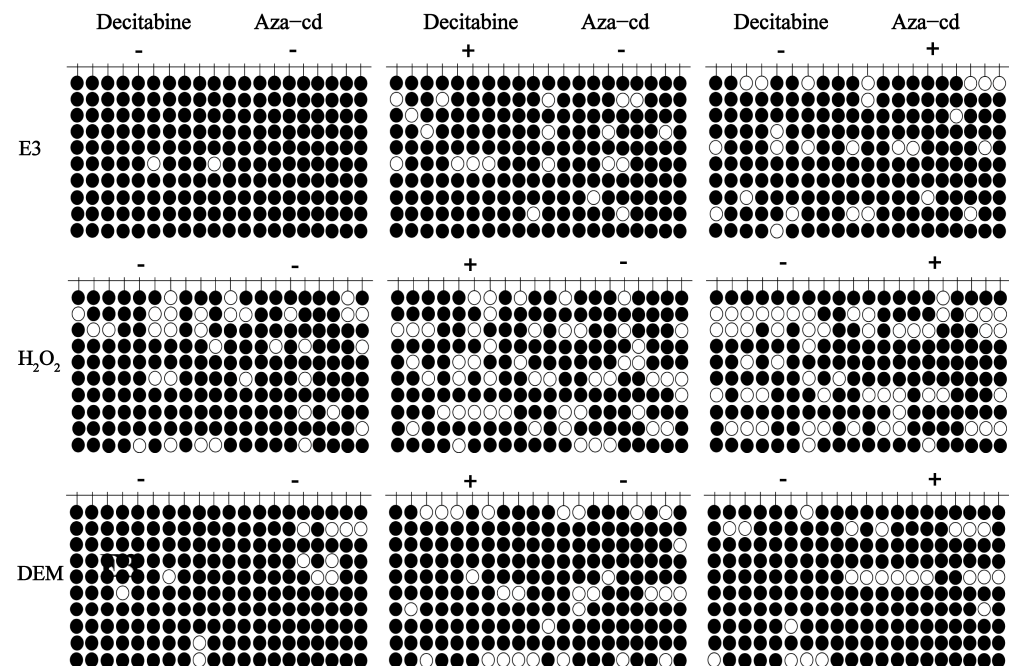 Decitabine Aza−cd Decitabine Aza−cd Decitabine Aza−cd
- - + - - +
E3
- - + - - +
H₂O₂
- - + - - +
DEM